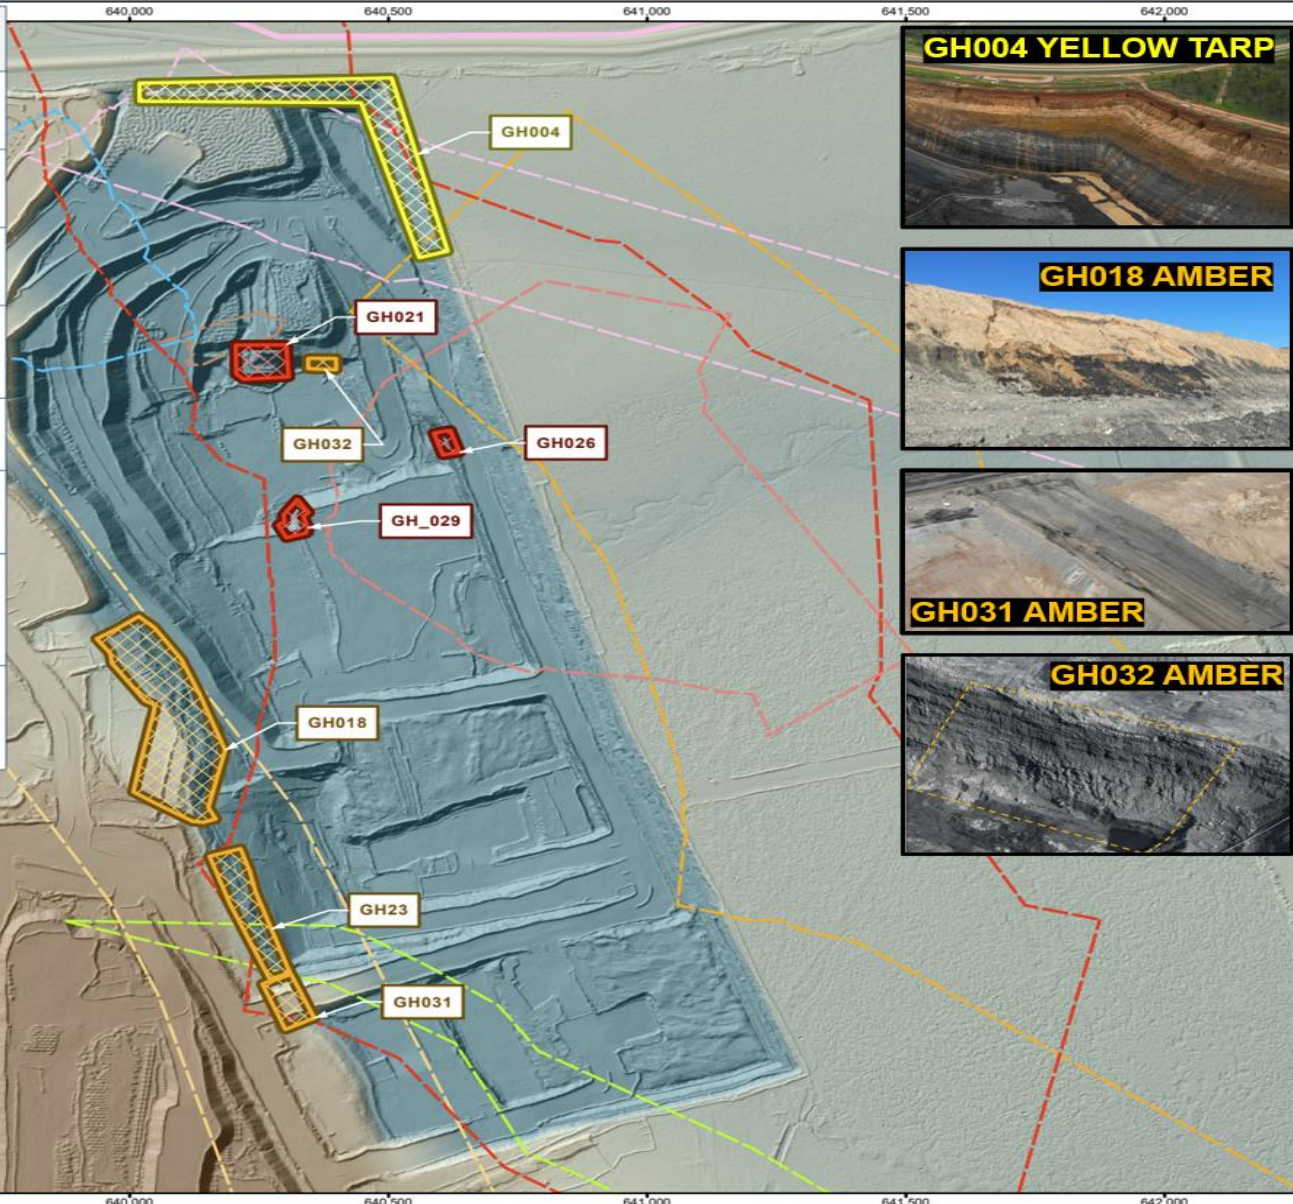 640,000 640,500 641,000 641,500 642,000
GH004 YELLOW TARP
GH004
GH018 AMBER
GH021
GH032
GH026
GH_029
GH031 AMBER
GH032 AMBER
GH018
GH23
GH031
640,000 640,500 641,000 641,500 642,000